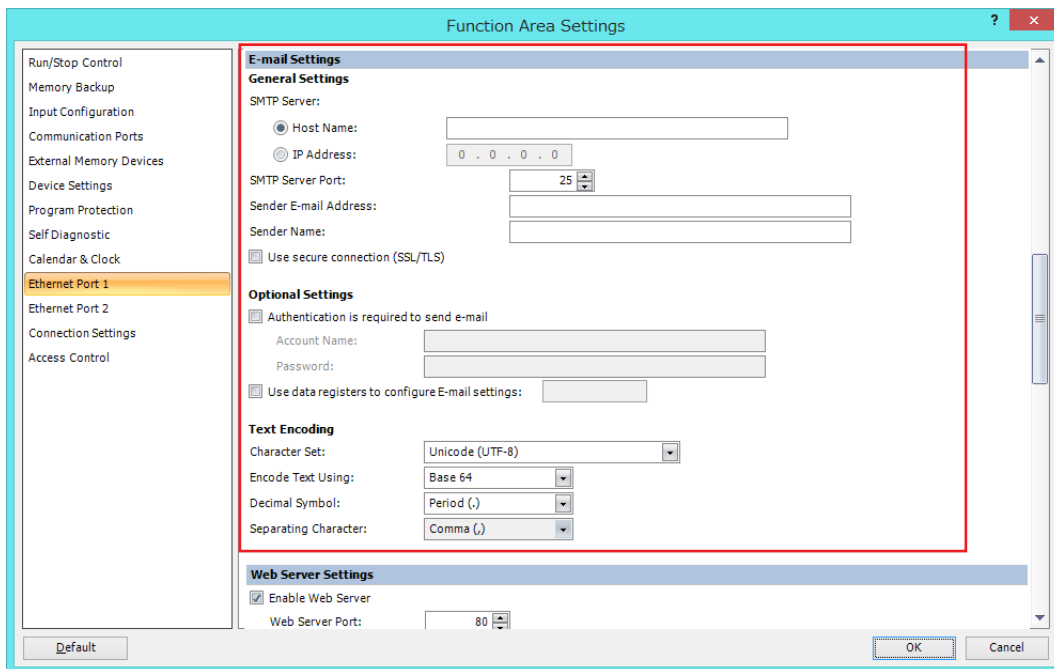 Function Area Settings
?
Run/Stop Control
Memory Backup
Input Configuration
Communication Ports
External Memory Devices
Device Settings
Program Protection
Self Diagnostic
Calendar & Clock
Ethernet Port 1
Ethernet Port 2
Connection Settings
Access Control
E-mail Settings
General Settings
SMTP Server:
Host Name:
IP Address: 0 . 0 . 0 . 0
SMTP Server Port: 25
Sender E-mail Address:
Sender Name:
Use secure connection (SSL/TLS)
Optional Settings
Authentication is required to send e-mail
Account Name:
Password:
Use data registers to configure E-mail settings:
Text Encoding
Character Set: Unicode (UTF-8)
Encode Text Using: Base 64
Decimal Symbol: Period (.)
Separating Character: Comma (,)
Web Server Settings
Enable Web Server
Web Server Port: 80
Default
OK
Cancel